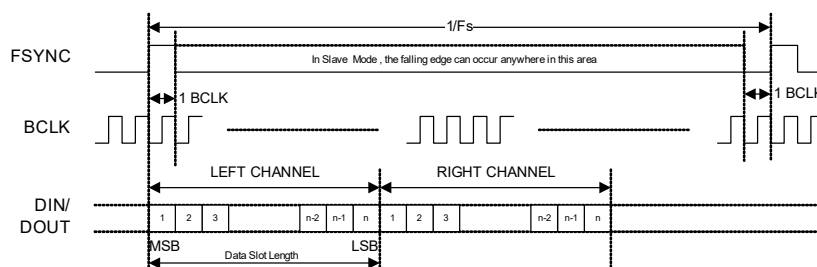 1/Fs
FSYNC
In Slave Mode, the falling edge can occur anywhere in this area
1 BCLK
1 BCLK
BCLK
LEFT CHANNEL
RIGHT CHANNEL
DIN/
DOUT
1 2 3 n-2 n-1 n 1 2 3 n-2 n-1 n
MSB
LSB
Data Slot Length